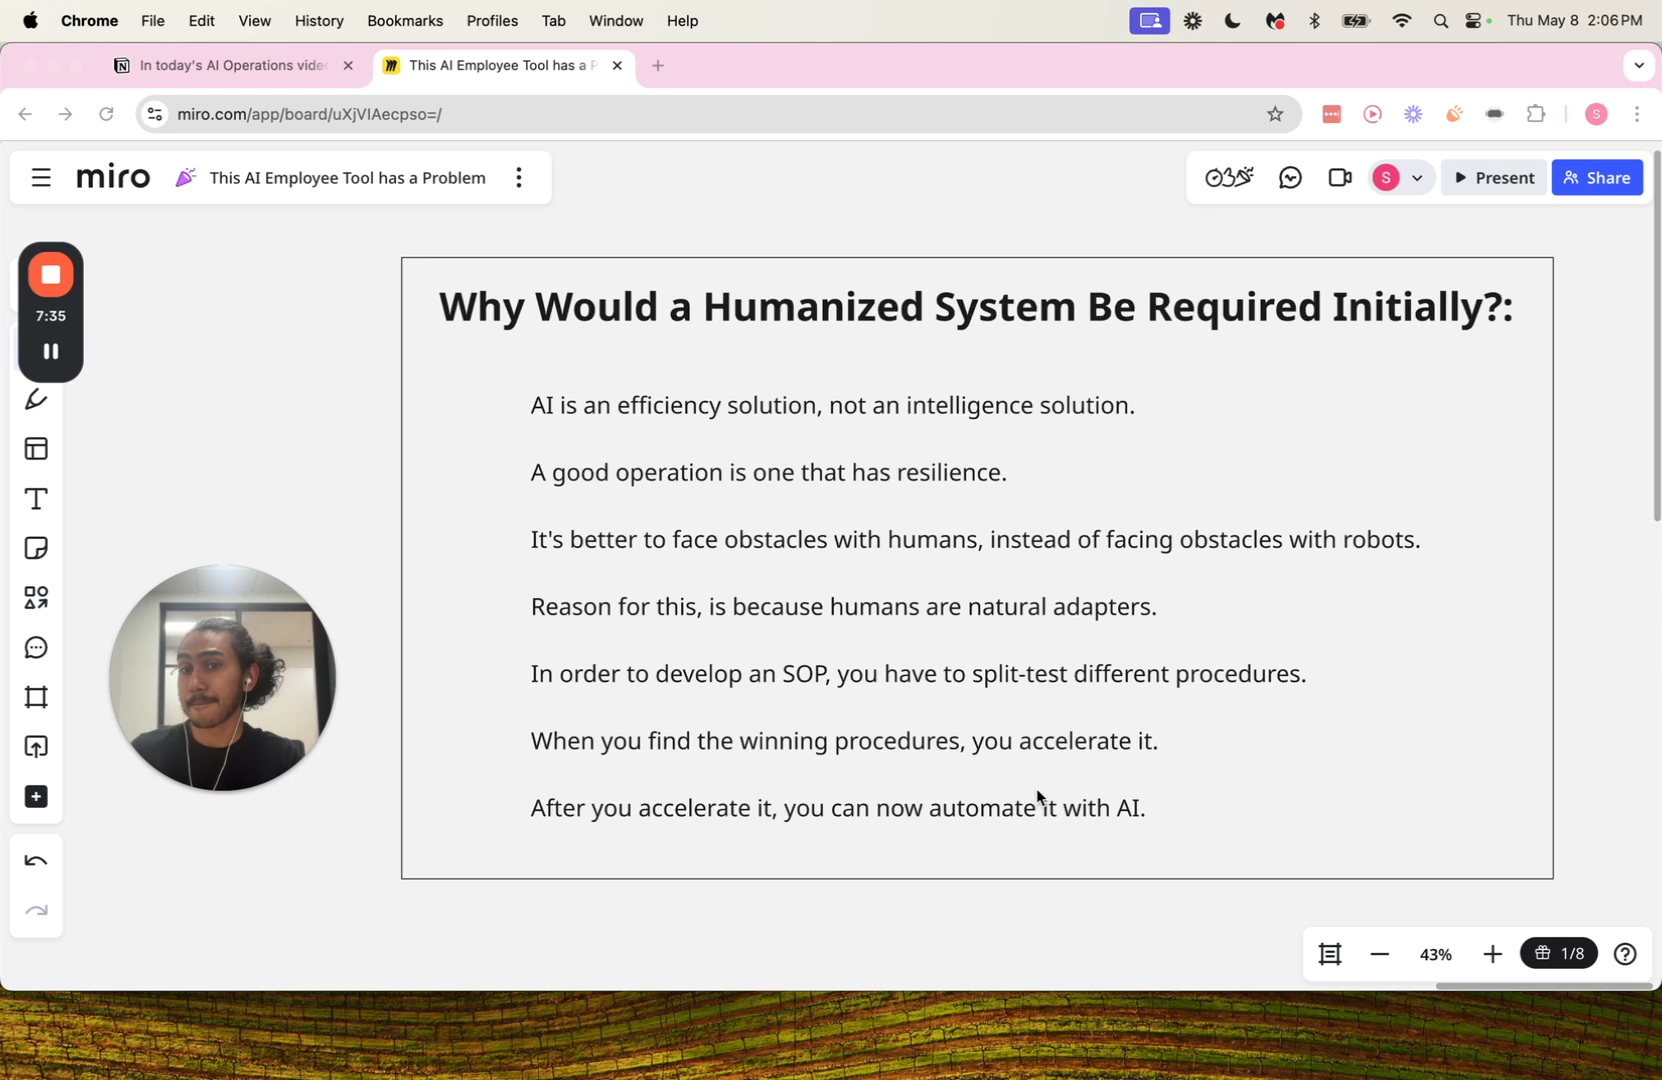 Chrome File Edit View History Bookmarks Profiles Tab Window Help Thu May 8 2:06 PM
In today's AI Operations vide This AI Employee Tool has a P
miro.com/app/board/uXjVIAecpso=/
miro This AI Employee Tool has a Problem S Present Share
7:35
Why Would a Humanized System Be Required Initially?:
AI is an efficiency solution, not an intelligence solution.
A good operation is one that has resilience.
It's better to face obstacles with humans, instead of facing obstacles with robots.
Reason for this, is because humans are natural adapters.
In order to develop an SOP, you have to split-test different procedures.
When you find the winning procedures, you accelerate it.
After you accelerate it, you can now automate it with AI.
43% 1/8